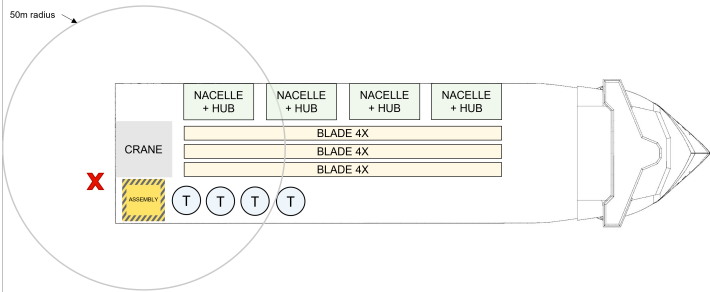 50m radius
NACELLE
+ HUB
NACELLE
+ HUB
NACELLE
+ HUB
NACELLE
+ HUB
BLADE 4X
CRANE
BLADE 4X
BLADE 4X
X
ASSEMBLY
T
T
T
T